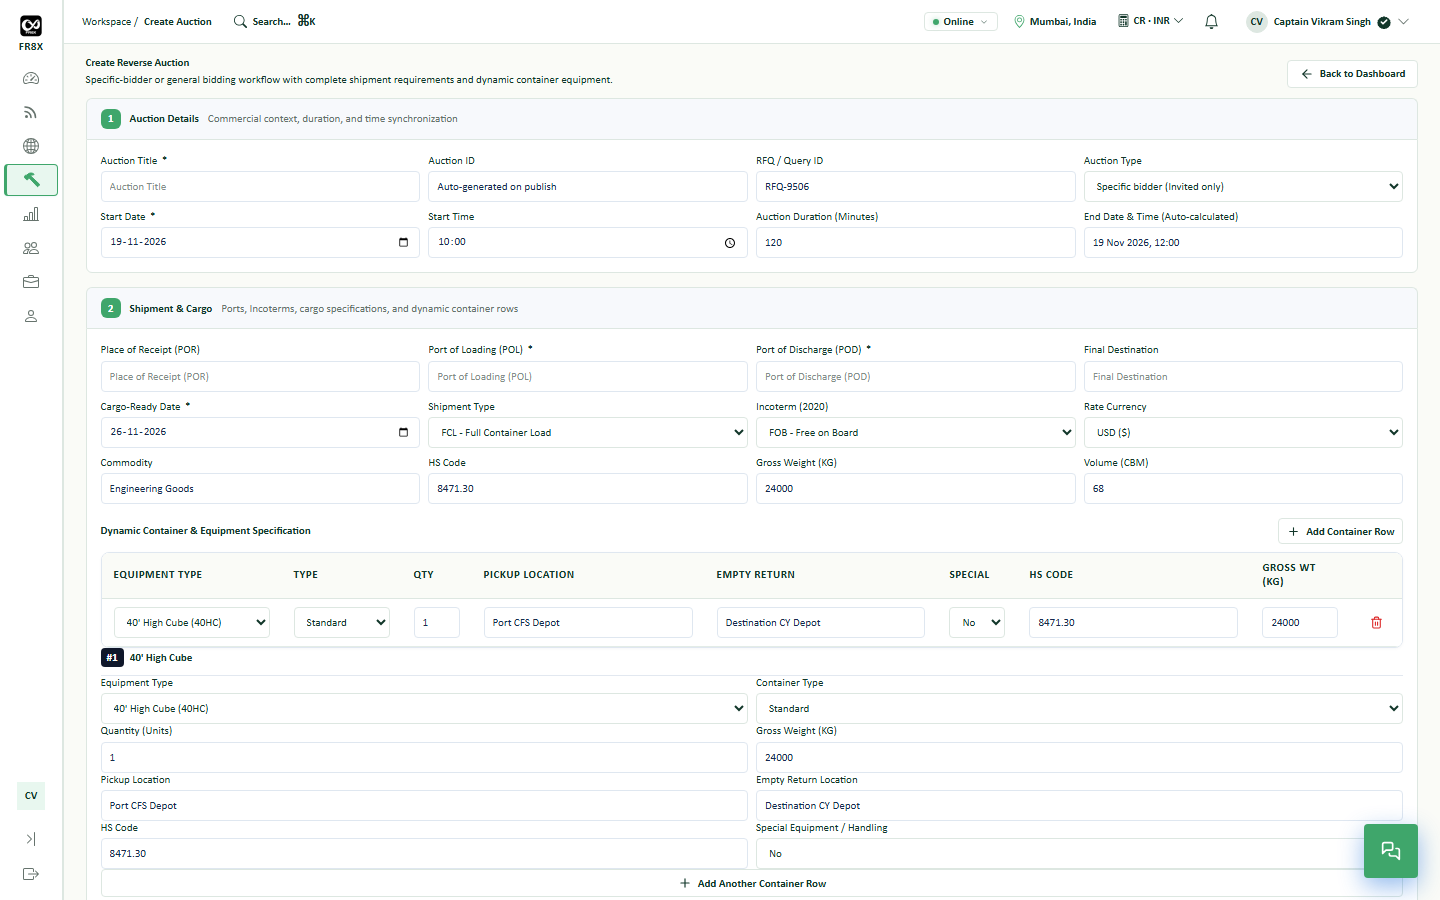 FR8X
FR8X
Workspace / Create Auction
Search... ⌘K
Online
Mumbai, India
CR · INR
CV
Captain Vikram Singh
Create Reverse Auction
Specific-bidder or general bidding workflow with complete shipment requirements and dynamic container equipment.
Back to Dashboard
1 Auction Details Commercial context, duration, and time synchronization
Auction Title * Auction ID RFQ / Query ID Auction Type
Auction Title Auto-generated on publish RFQ-9506 Specific bidder (Invited only)
Start Date * Start Time Auction Duration (Minutes) End Date & Time (Auto-calculated)
19-11-2026 10:00 120 19 Nov 2026, 12:00
2 Shipment & Cargo Ports, Incoterms, cargo specifications, and dynamic container rows
Place of Receipt (POR) Port of Loading (POL) * Port of Discharge (POD) * Final Destination
Place of Receipt (POR) Port of Loading (POL) Port of Discharge (POD) Final Destination
Cargo-Ready Date * Shipment Type Incoterm (2020) Rate Currency
26-11-2026 FCL - Full Container Load FOB - Free on Board USD ($)
Commodity HS Code Gross Weight (KG) Volume (CBM)
Engineering Goods 8471.30 24000 68
Dynamic Container & Equipment Specification
+ Add Container Row
EQUIPMENT TYPE TYPE QTY PICKUP LOCATION EMPTY RETURN SPECIAL HS CODE GROSS WT (KG)
40' High Cube (40HC) Standard 1 Port CFS Depot Destination CY Depot No 8471.30 24000
#1 40' High Cube
Equipment Type Container Type
40' High Cube (40HC) Standard
Quantity (Units) Gross Weight (KG)
1 24000
Pickup Location Empty Return Location
Port CFS Depot Destination CY Depot
HS Code Special Equipment / Handling
8471.30 No
+ Add Another Container Row
CV